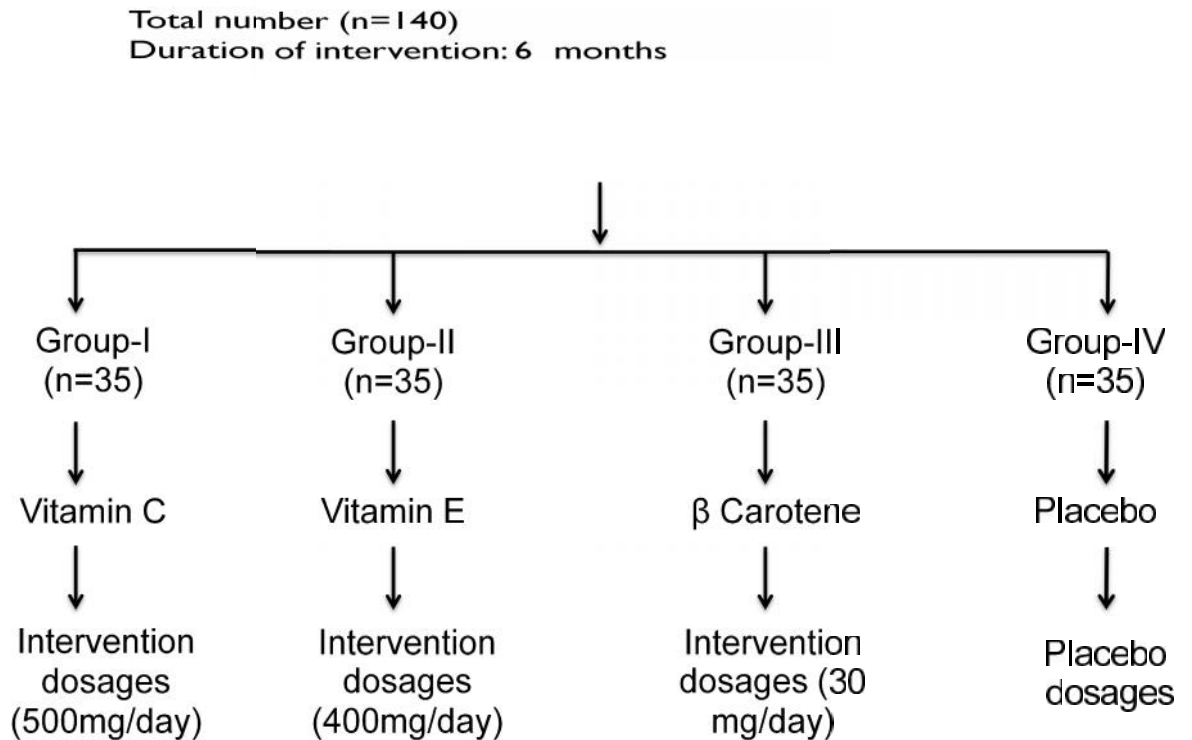 Total number (n=140)
Duration of intervention: 6 months
Group-I
(n=35)
Group-II
(n=35)
Group-III
(n=35)
Group-IV
(n=35)
Vitamin C
Vitamin E
β Carotene
Placebo
Intervention
dosages
(500mg/day)
Intervention
dosages
(400mg/day)
Intervention
dosages (30
mg/day)
Placebo
dosages